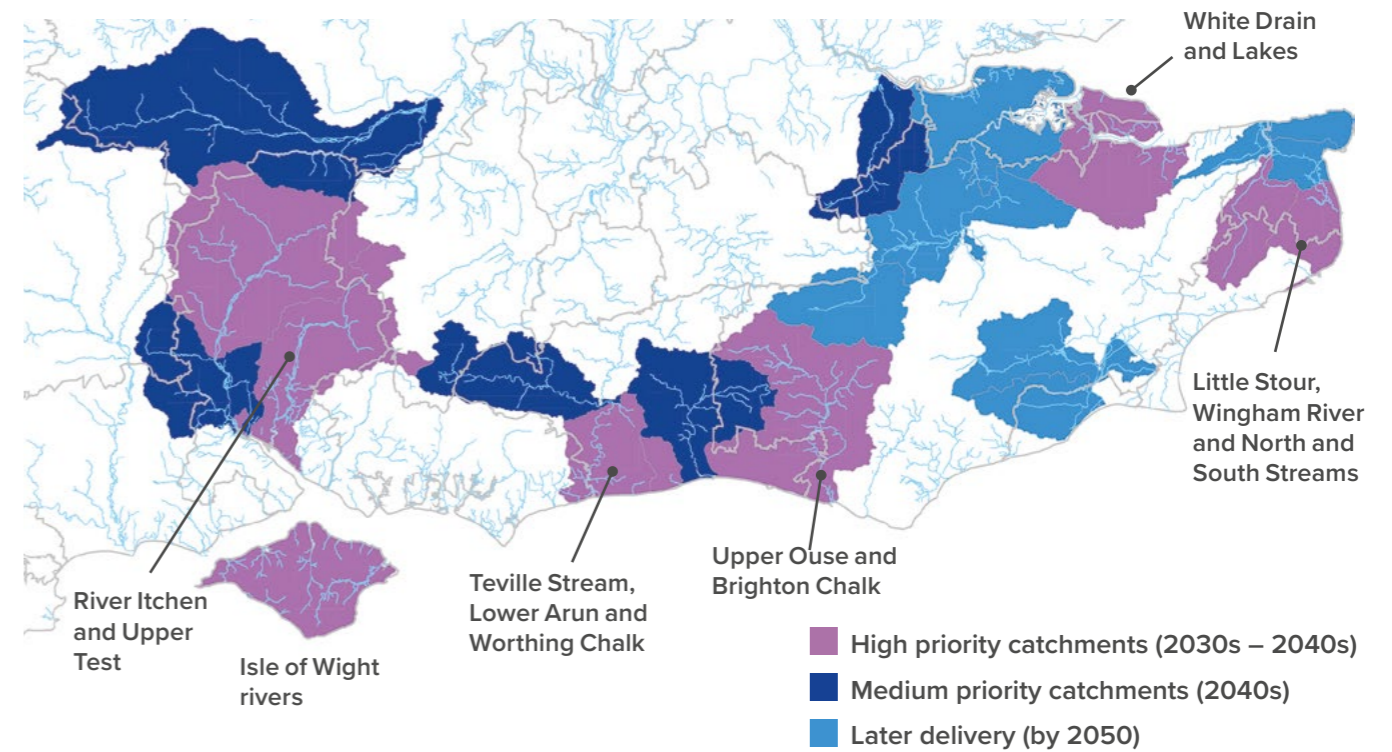 White Drain
and Lakes
Little Stour,
Wingham River
and North and
South Streams
Upper Ouse and
Brighton Chalk
Teville Stream,
Lower Arun and
Worthing Chalk
River Itchen
and Upper
Test
Isle of Wight
rivers
High priority catchments (2030s – 2040s)
Medium priority catchments (2040s)
Later delivery (by 2050)